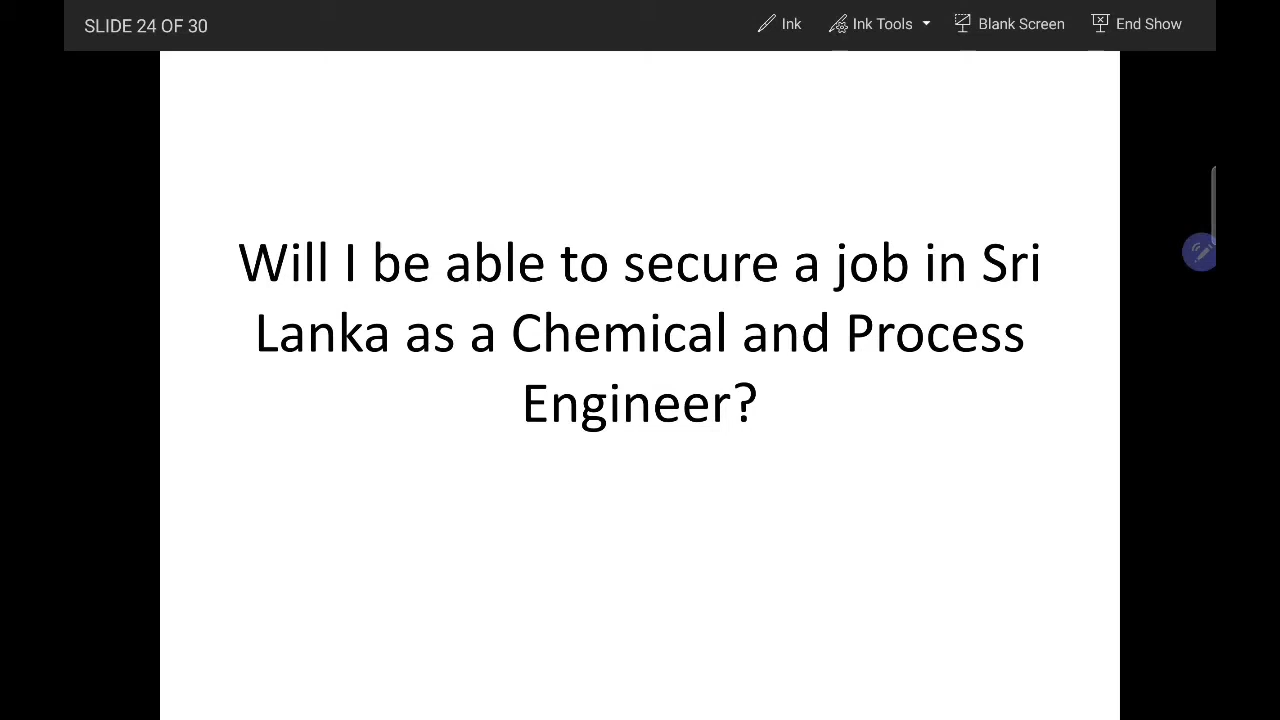 SLIDE 24 OF 30
Ink
Ink Tools
Blank Screen
End Show
Will I be able to secure a job in Sri
Lanka as a Chemical and Process
Engineer?